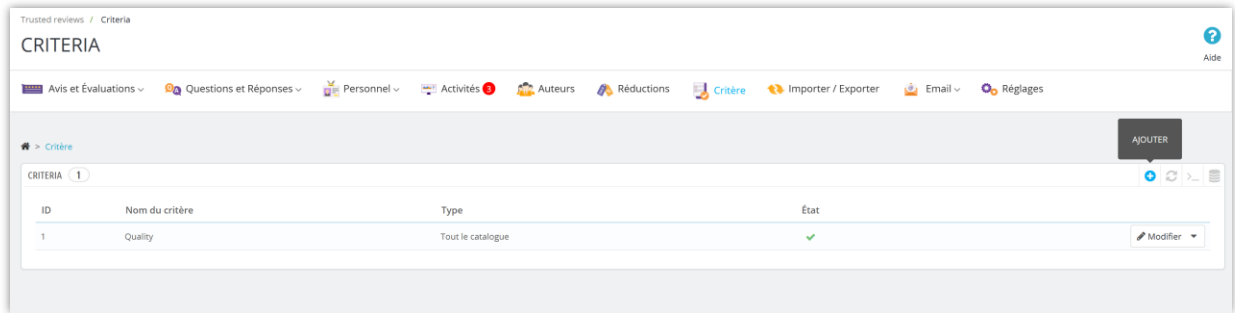 Trusted reviews / Criteria
CRITERIA
Aide
Avis et Évaluations Questions et Réponses Personnel Activités 3 Auteurs Réductions Critère Importer / Exporter Email Réglages
AJOUTER
> Critère
CRITERIA 1
ID Nom du critère Type État
1 Quality Tout le catalogue Modifier